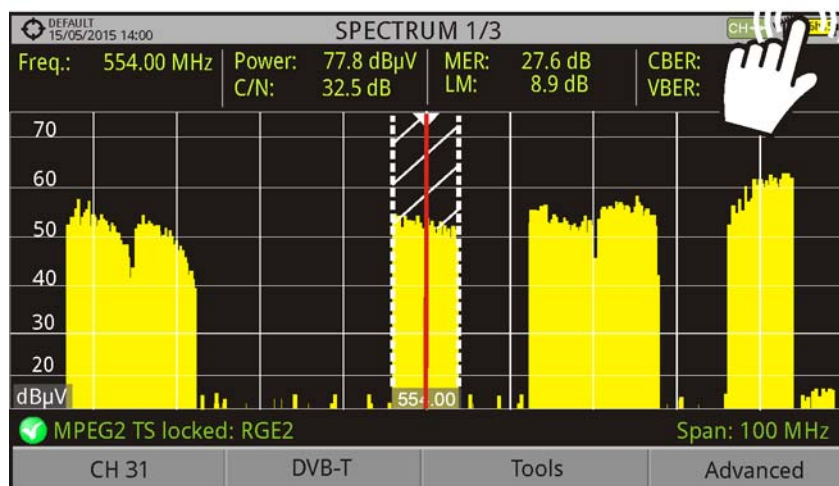 DEFAULT
15/05/2015 14:00
SPECTRUM 1/3
CH
Freq.: 554.00 MHz
Power: 77.8 dBµV
C/N: 32.5 dB
MER: 27.6 dB
LM: 8.9 dB
CBER:
VBER:
70
60
50
40
30
20
dBµV
554.00
MPEG2 TS locked: RGE2
Span: 100 MHz
CH 31
DVB-T
Tools
Advanced